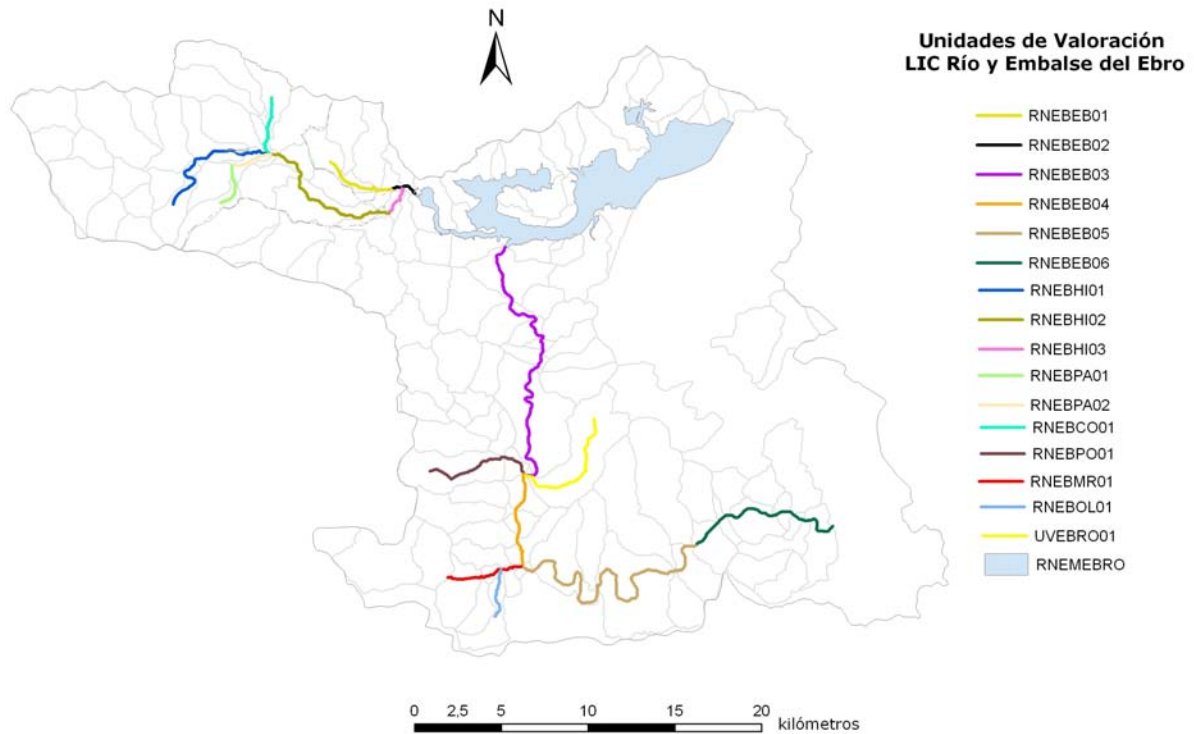 N
Unidades de Valoración
LIC Río y Embalse del Ebro
RNEBEB01
RNEBEB02
RNEBEB03
RNEBEB04
RNEBEB05
RNEBEB06
RNEBHI01
RNEBHI02
RNEBHI03
RNEBPA01
RNEBPA02
RNEBCO01
RNEBPO01
RNEBMR01
RNEBOL01
UVEBRO01
RNEMEBRO
0 2,5 5 10 15 20
kilómetros